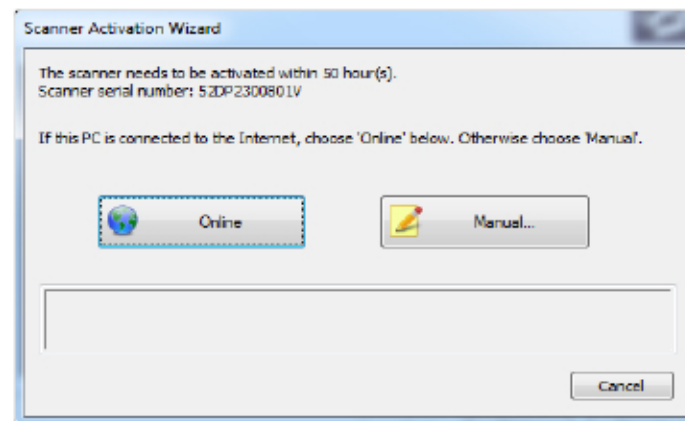 Scanner Activation Wizard
The scanner needs to be activated within 50 hour(s).
Scanner serial number: 52DP2300801V
If this PC is connected to the Internet, choose 'Online' below. Otherwise choose 'Manual'.
Online
Manual...
Cancel